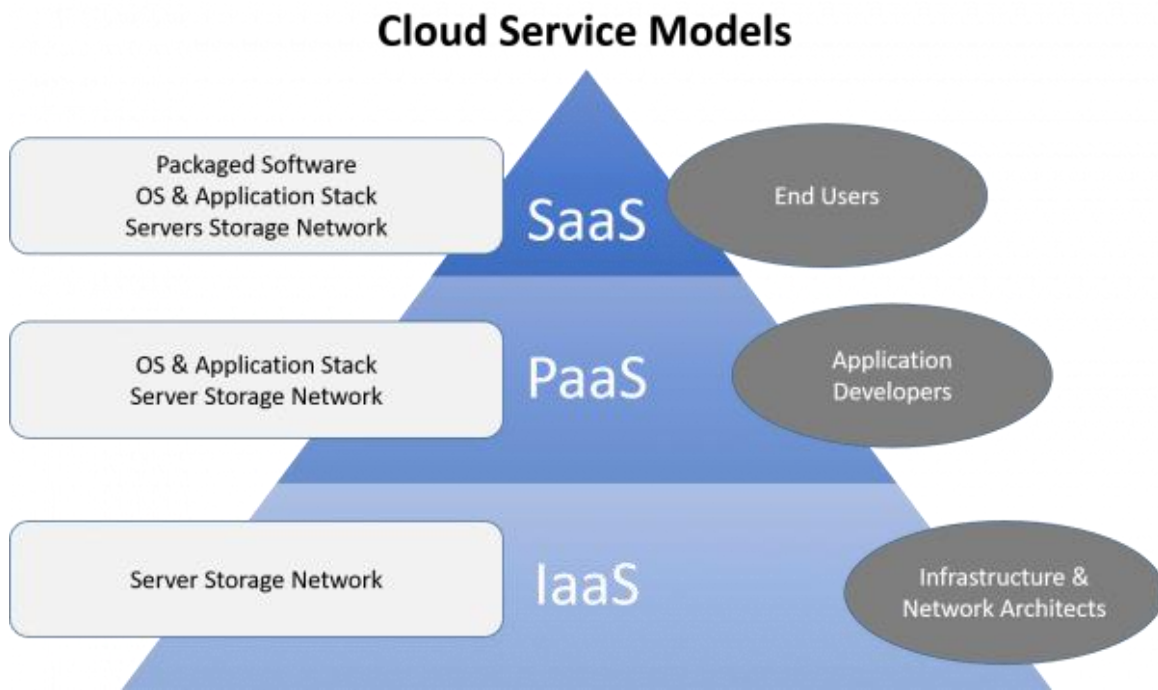 Cloud Service Models
Packaged Software
OS & Application Stack
Servers Storage Network
SaaS
End Users
OS & Application Stack
Server Storage Network
PaaS
Application
Developers
Server Storage Network
IaaS
Infrastructure &
Network Architects